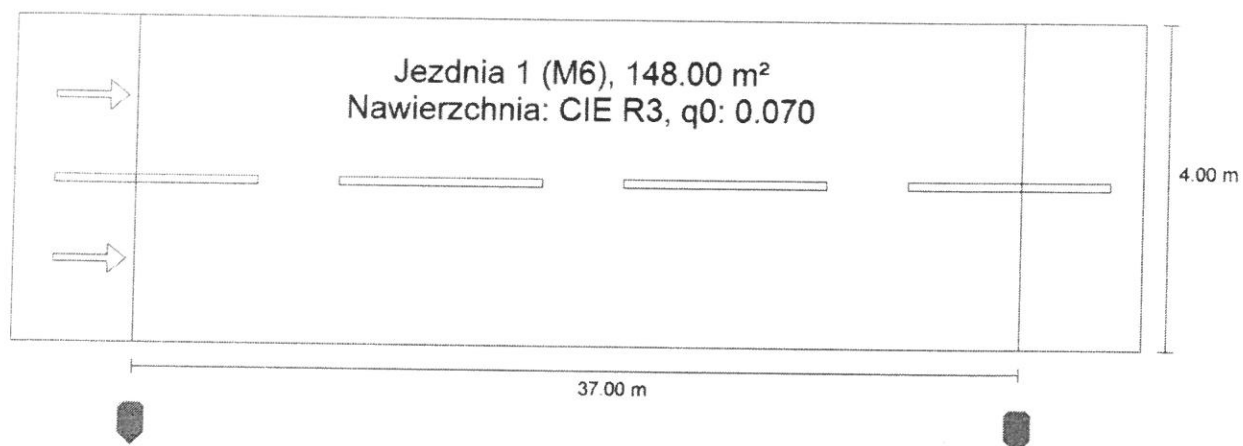 Jezdnia 1 (M6), 148.00 m²
Nawierzchnia: CIE R3, q0: 0.070
4.00 m
37.00 m